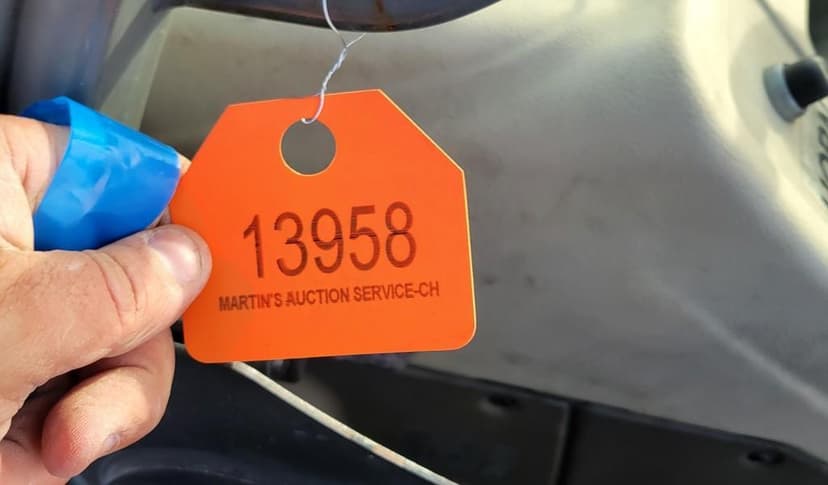 13958
MARTIN'S AUCTION SERVICE-CH